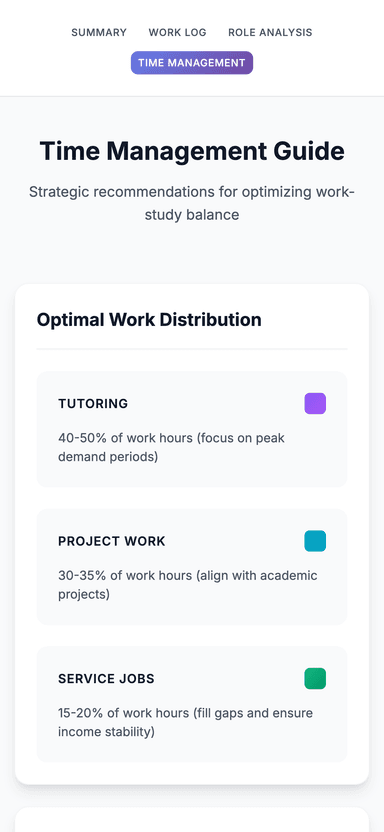 SUMMARY WORK LOG ROLE ANALYSIS
TIME MANAGEMENT
Time Management Guide
Strategic recommendations for optimizing work-
study balance
Optimal Work Distribution
TUTORING
40-50% of work hours (focus on peak
demand periods)
PROJECT WORK
30-35% of work hours (align with academic
projects)
SERVICE JOBS
15-20% of work hours (fill gaps and ensure
income stability)